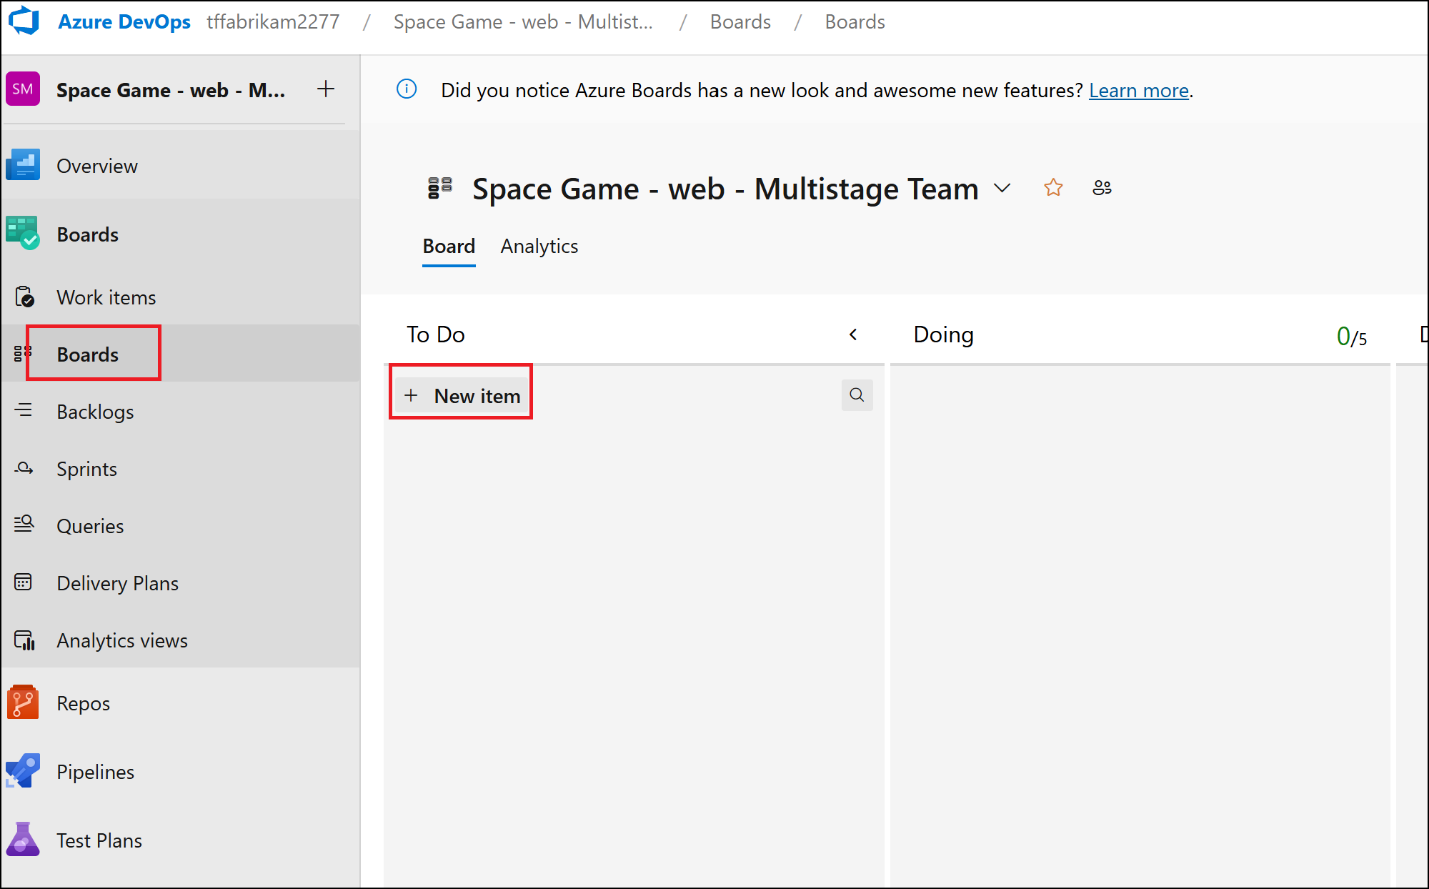 Azure DevOps tffabrikam2277 / Space Game - web - Multist... / Boards / Boards
SM Space Game - web - M... +
Did you notice Azure Boards has a new look and awesome new features? Learn more.
Overview
Space Game - web - Multistage Team
Boards
Board Analytics
Work items
To Do
Doing 0/5
Boards
+ New item
Backlogs
Sprints
Queries
Delivery Plans
Analytics views
Repos
Pipelines
Test Plans